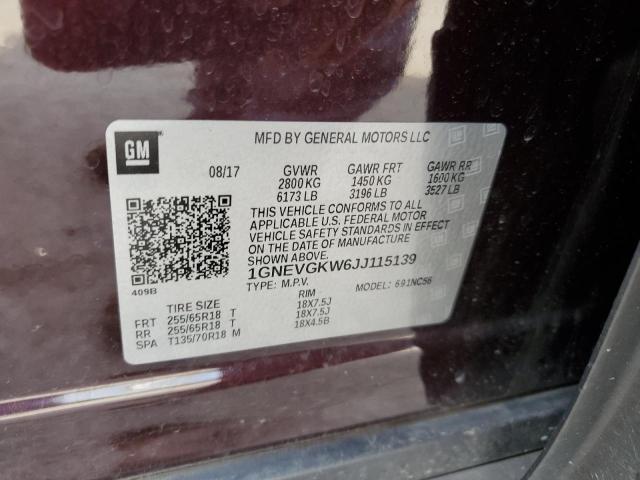 GM
MFD BY GENERAL MOTORS LLC
08/17 GVWR GAWR FRT GAWR RR
2800 KG 1450 KG 1600 KG
6173 LB 3196 LB 3527 LB
THIS VEHICLE CONFORMS TO ALL
APPLICABLE U.S. FEDERAL MOTOR
VEHICLE SAFETY STANDARDS IN EFFECT
ON THE DATE OF MANUFACTURE
SHOWN ABOVE.
1GNEVGKW6JJ115139
409B
TYPE: M.P.V. MODEL: 691NC56
TIRE SIZE RIM
FRT 255/65R18 T 18X7.5J
RR 255/65R18 T 18X7.5J
SPA T135/70R18 M 18X4.5B